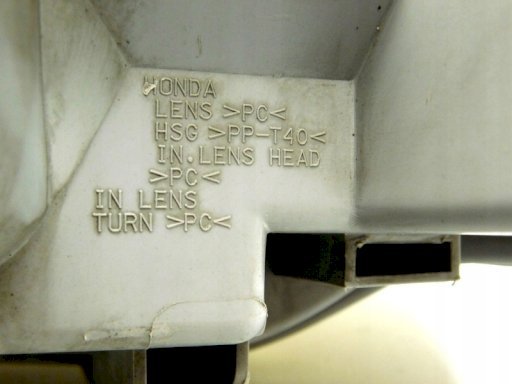 HONDA
LENS >PC<
HSG >PP-T40<
IN.LENS HEAD
>PC<
IN LENS
TURN >PC<